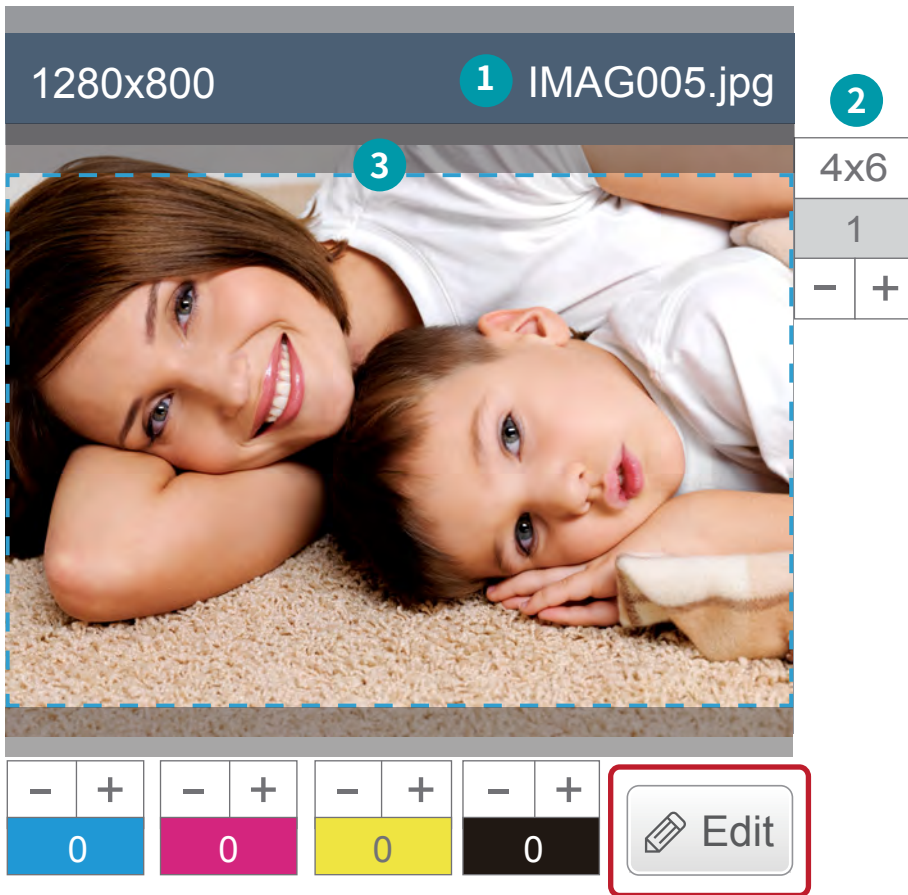 1280x800
1 IMAG005.jpg
2
3
4x6
1
− +
− + − + − + − +
0 0 0 0
Edit